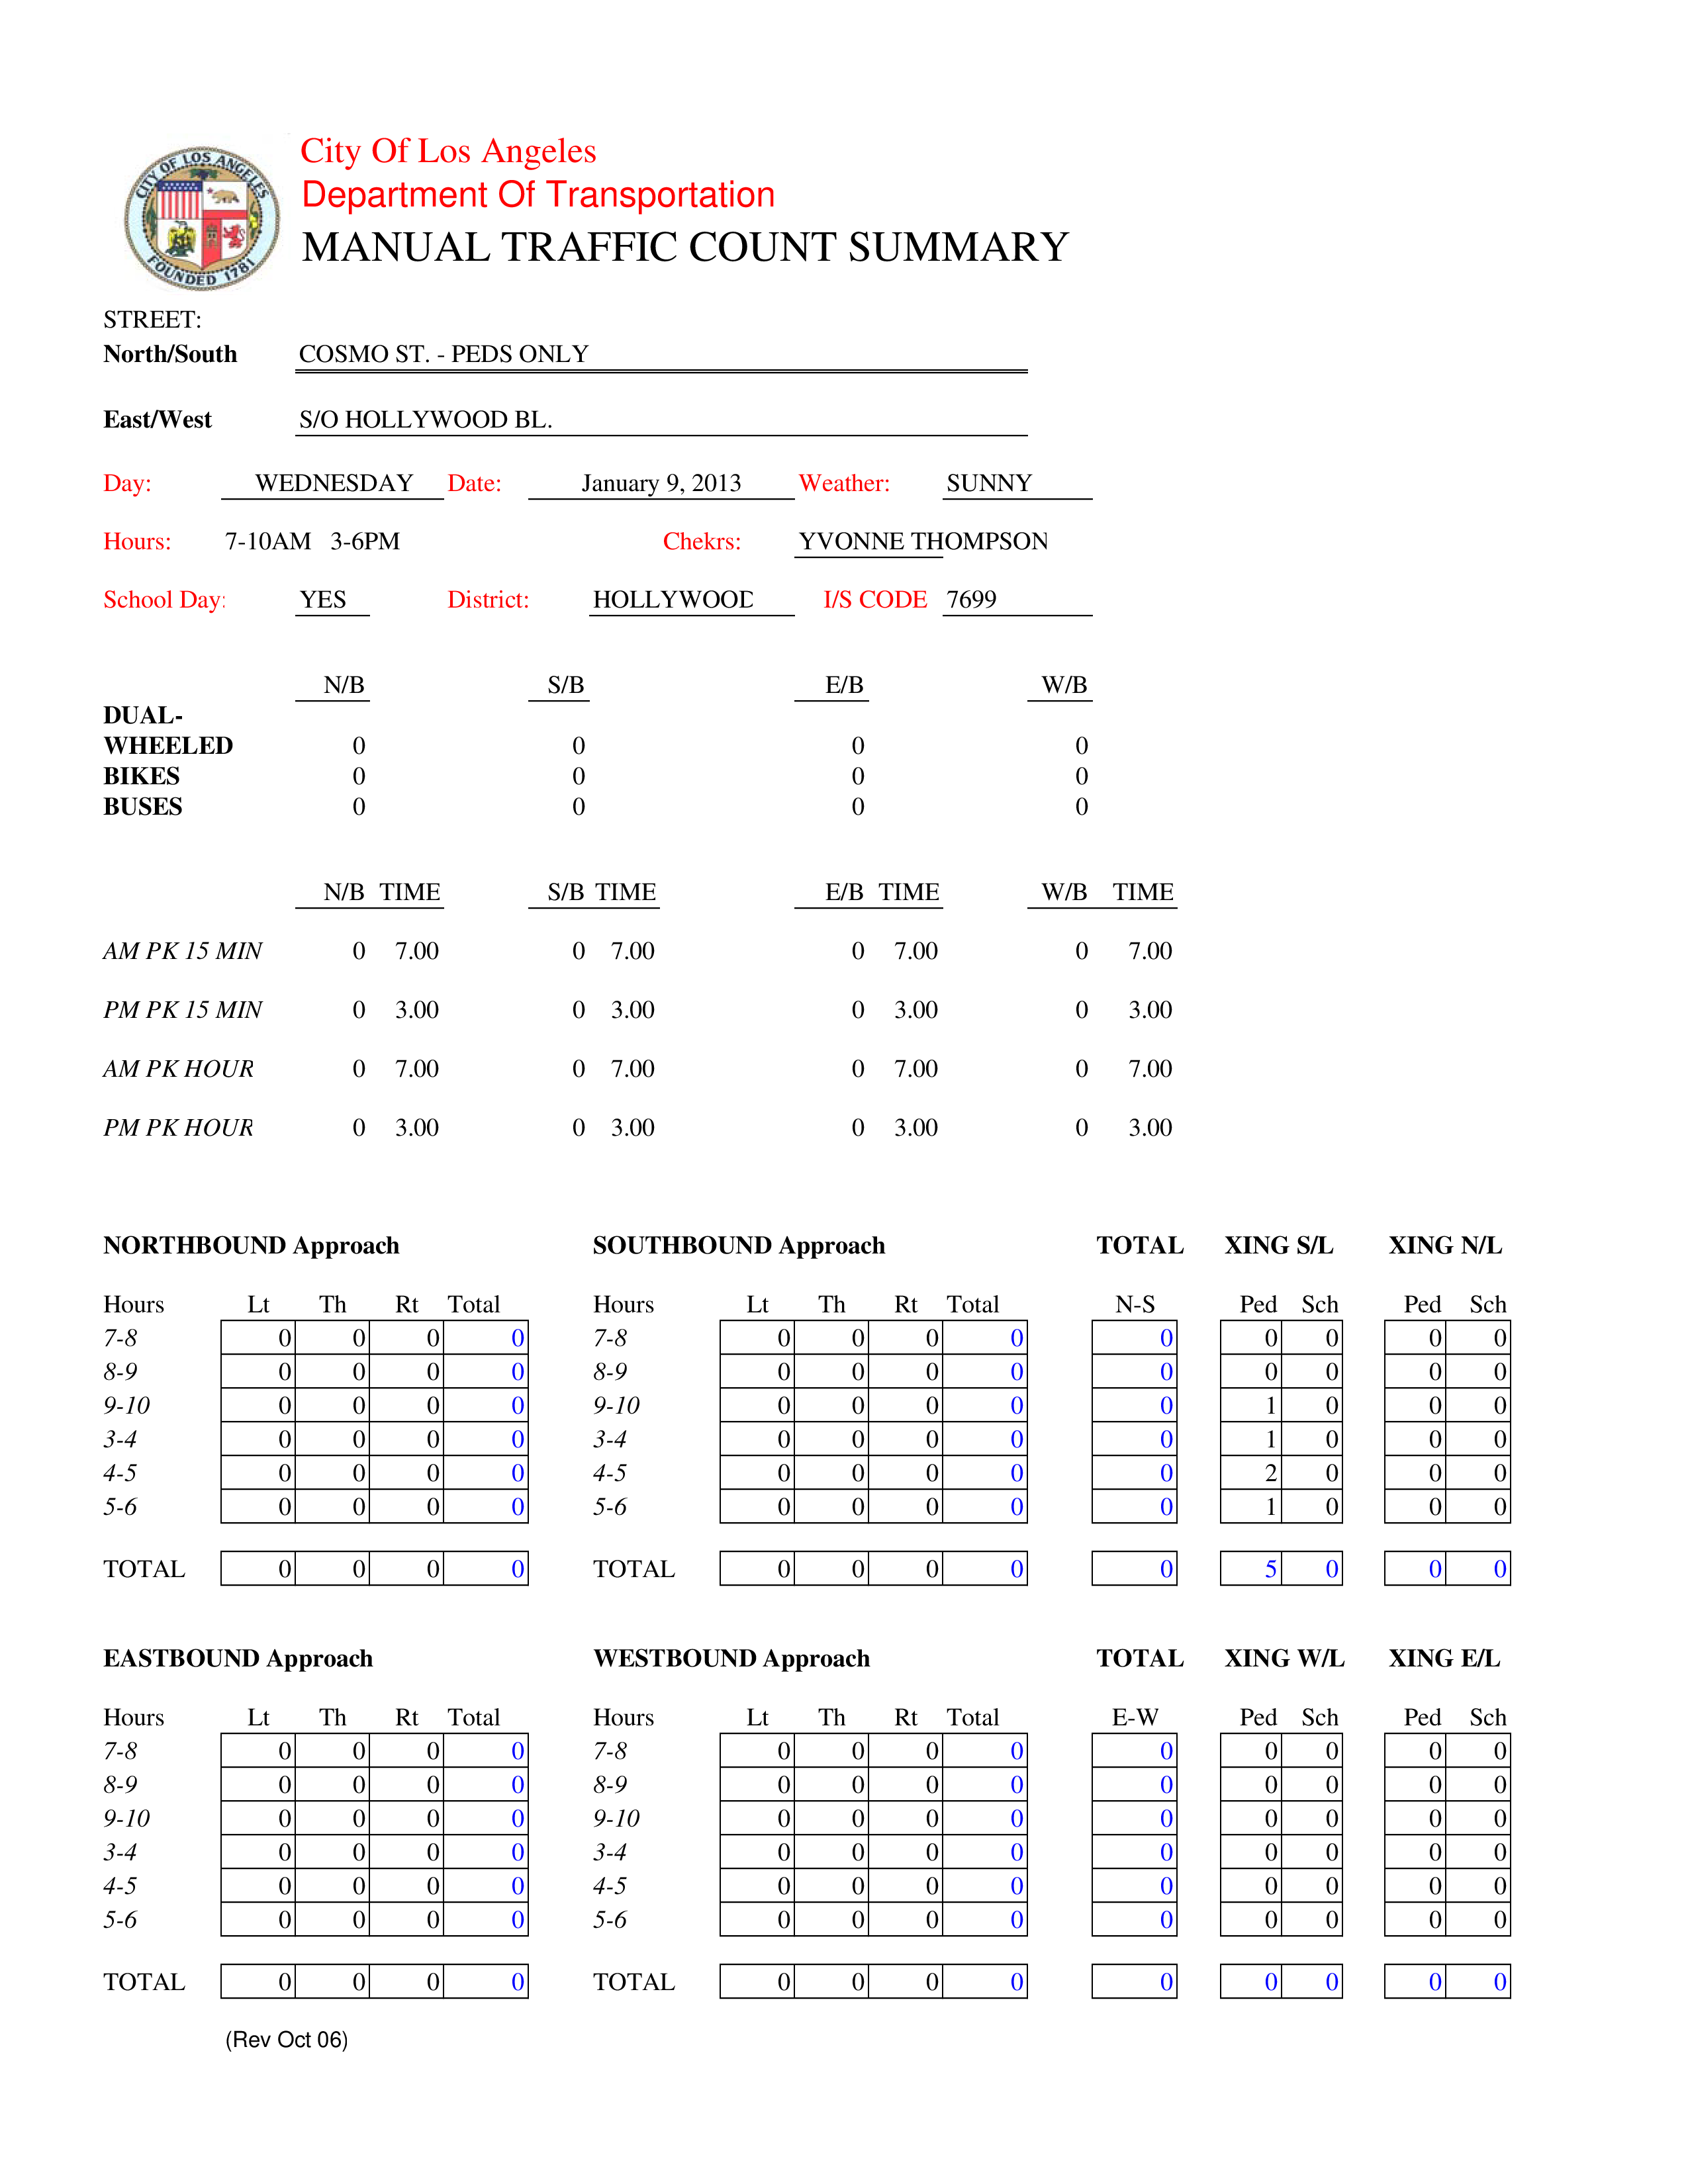 CITY OF LOS ANGELES
FOUNDED 1781
City Of Los Angeles
Department Of Transportation
MANUAL TRAFFIC COUNT SUMMARY
STREET:
North/South COSMO ST. - PEDS ONLY
East/West S/O HOLLYWOOD BL.
Day: WEDNESDAY Date: January 9, 2013 Weather: SUNNY
Hours: 7-10AM 3-6PM Chekrs: YVONNE THOMPSON
School Day: YES District: HOLLYWOOD I/S CODE 7699
N/B S/B E/B W/B
DUAL-
WHEELED 0 0 0 0
BIKES 0 0 0 0
BUSES 0 0 0 0
N/B TIME S/B TIME E/B TIME W/B TIME
AM PK 15 MIN 0 7.00 0 7.00 0 7.00 0 7.00
PM PK 15 MIN 0 3.00 0 3.00 0 3.00 0 3.00
AM PK HOUR 0 7.00 0 7.00 0 7.00 0 7.00
PM PK HOUR 0 3.00 0 3.00 0 3.00 0 3.00
NORTHBOUND Approach SOUTHBOUND Approach TOTAL XING S/L XING N/L
Hours Lt Th Rt Total Hours Lt Th Rt Total N-S Ped Sch Ped Sch
7-8 0 0 0 0 7-8 0 0 0 0 0 0 0 0 0
8-9 0 0 0 0 8-9 0 0 0 0 0 0 0 0 0
9-10 0 0 0 0 9-10 0 0 0 0 0 1 0 0 0
3-4 0 0 0 0 3-4 0 0 0 0 0 1 0 0 0
4-5 0 0 0 0 4-5 0 0 0 0 0 2 0 0 0
5-6 0 0 0 0 5-6 0 0 0 0 0 1 0 0 0
TOTAL 0 0 0 0 TOTAL 0 0 0 0 0 5 0 0 0
EASTBOUND Approach WESTBOUND Approach TOTAL XING W/L XING E/L
Hours Lt Th Rt Total Hours Lt Th Rt Total E-W Ped Sch Ped Sch
7-8 0 0 0 0 7-8 0 0 0 0 0 0 0 0 0
8-9 0 0 0 0 8-9 0 0 0 0 0 0 0 0 0
9-10 0 0 0 0 9-10 0 0 0 0 0 0 0 0 0
3-4 0 0 0 0 3-4 0 0 0 0 0 0 0 0 0
4-5 0 0 0 0 4-5 0 0 0 0 0 0 0 0 0
5-6 0 0 0 0 5-6 0 0 0 0 0 0 0 0 0
TOTAL 0 0 0 0 TOTAL 0 0 0 0 0 0 0 0 0
(Rev Oct 06)